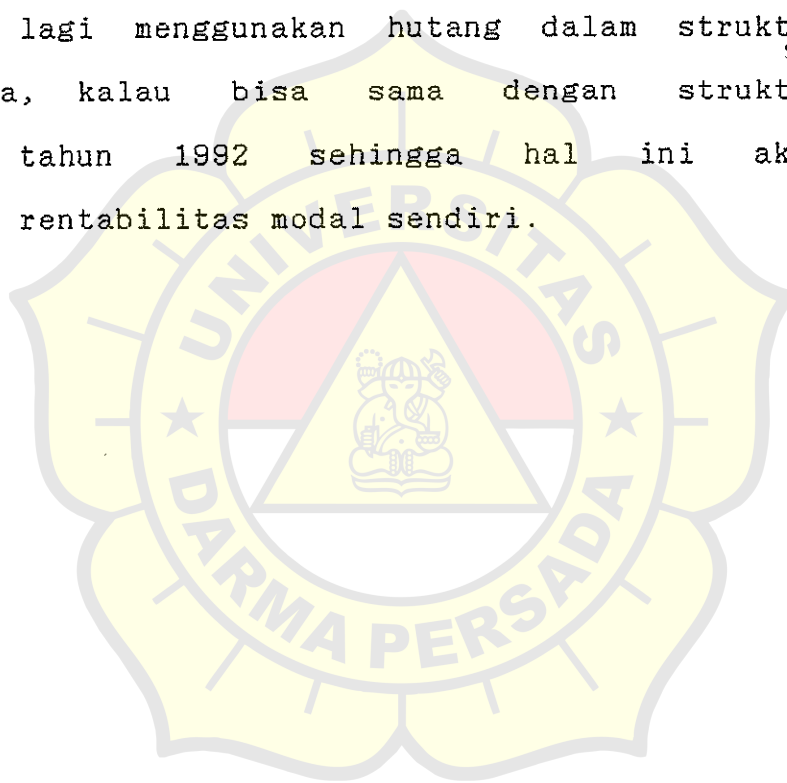 lagi menggunakan hutang dalam strukt
a, kalau bisa sama dengan strukt
tahun 1992 sehingga hal ini ak
rentabilitas modal sendiri.
UNIVERSITAS
DARMA PERSADA